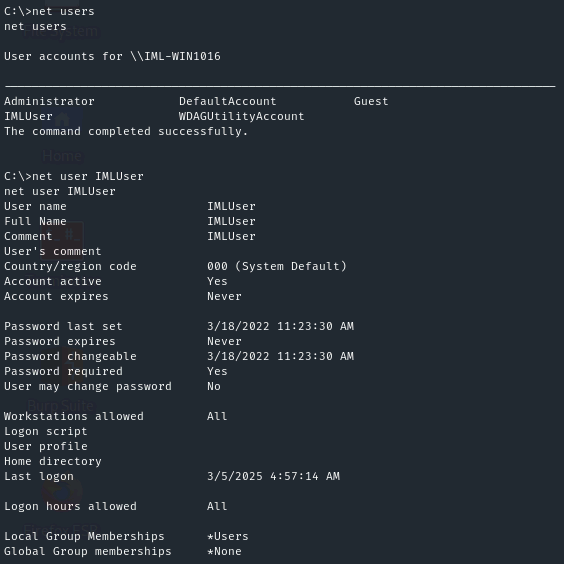 C:\>net users
net users
User accounts for \\IML-WIN1016
Administrator DefaultAccount Guest
IMLUser WDAGUtilityAccount
The command completed successfully.
C:\>net user IMLUser
net user IMLUser
User name IMLUser
Full Name IMLUser
Comment IMLUser
User's comment
Country/region code 000 (System Default)
Account active Yes
Account expires Never
Password last set 3/18/2022 11:23:30 AM
Password expires Never
Password changeable 3/18/2022 11:23:30 AM
Password required Yes
User may change password No
Workstations allowed All
Logon script
User profile
Home directory
Last logon 3/5/2025 4:57:14 AM
Logon hours allowed All
Local Group Memberships *Users
Global Group memberships *None